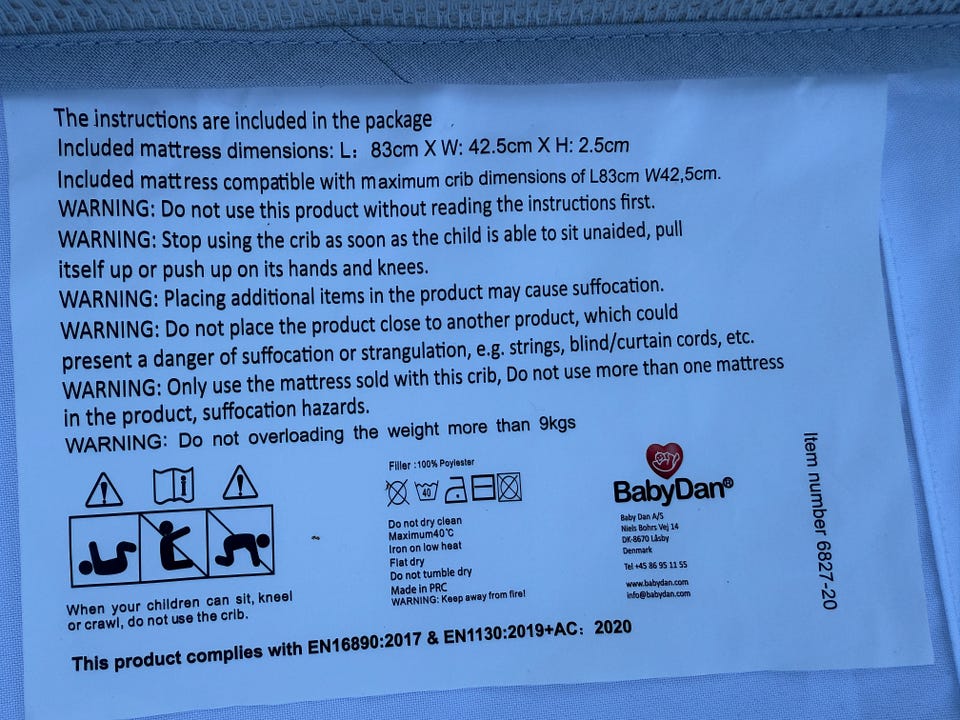 The instructions are included in the package
Included mattress dimensions: L: 83cm X W: 42.5cm X H: 2.5cm
Included mattress compatible with maximum crib dimensions of L83cm W42,5cm.
WARNING: Do not use this product without reading the instructions first.
WARNING: Stop using the crib as soon as the child is able to sit unaided, pull
itself up or push up on its hands and knees.
WARNING: Placing additional items in the product may cause suffocation.
WARNING: Do not place the product close to another product, which could
present a danger of suffocation or strangulation, e.g. strings, blind/curtain cords, etc.
WARNING: Only use the mattress sold with this crib, Do not use more than one mattress
in the product, suffocation hazards.
WARNING: Do not overloading the weight more than 9kgs
When your children can sit, kneel
or crawl, do not use the crib.
Filler :100% Poyiester
40
Do not dry clean
Maximum40℃
Iron on low heat
Flat dry
Do not tumble dry
Made in PRC
WARNING: Keep away from fire!
BabyDan®
Baby Dan A/S
Niels Bohrs Vej 14
DK-8670 Låsby
Denmark
Tel +45 86 95 11 55
www.babydan.com
info@babydan.com
Item number 6827-20
This product complies with EN16890:2017 & EN1130:2019+AC: 2020